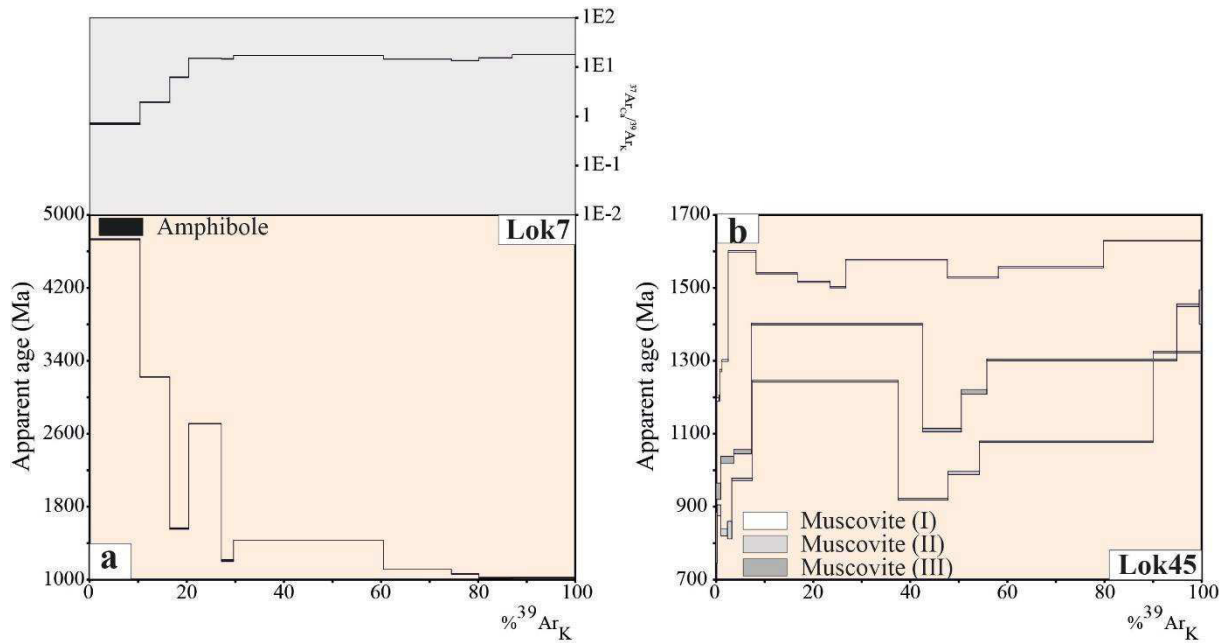 1E2
1E1
1
1E-1
1E-2
³⁷Ar_Ca/³⁹Ar_K
5000
4200
3400
2600
1800
1000
Apparent age (Ma)
Amphibole
Lok7
a
0
20
40
60
80
100
%³⁹Ar_K
1700
1500
1300
1100
900
700
Apparent age (Ma)
b
Muscovite (I)
Muscovite (II)
Muscovite (III)
Lok45
0
20
40
60
80
100
%³⁹Ar_K